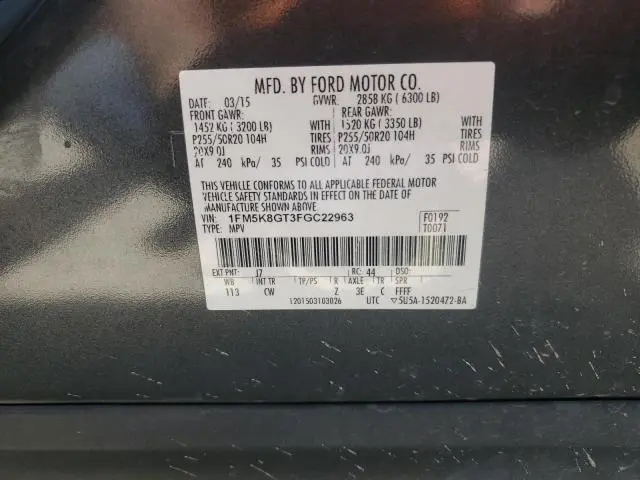 MFD. BY FORD MOTOR CO.
DATE: 03/15 GVWR: 2858 KG ( 6300 LB)
FRONT GAWR: REAR GAWR:
1452 KG ( 3200 LB) WITH 1520 KG ( 3350 LB) WITH
P255/50R20 104H TIRES P255/50R20 104H TIRES
20X9.0J RIMS 20X9.0J RIMS
AT 240 kPa/ 35 PSI COLD AT 240 kPa/ 35 PSI COLD
THIS VEHICLE CONFORMS TO ALL APPLICABLE FEDERAL MOTOR
VEHICLE SAFETY STANDARDS IN EFFECT ON THE DATE OF
MANUFACTURE SHOWN ABOVE.
VIN: 1FM5K8GT3FGC22963 F0192
TYPE: MPV T0071
EXT PNT: J7 RC: 44 DSO:
WB INT TR TP/PS R AXLE TR SPR
113 CW Z 3E C FFFF
1201503103026 UTC ▽5U5A-1520472-BA